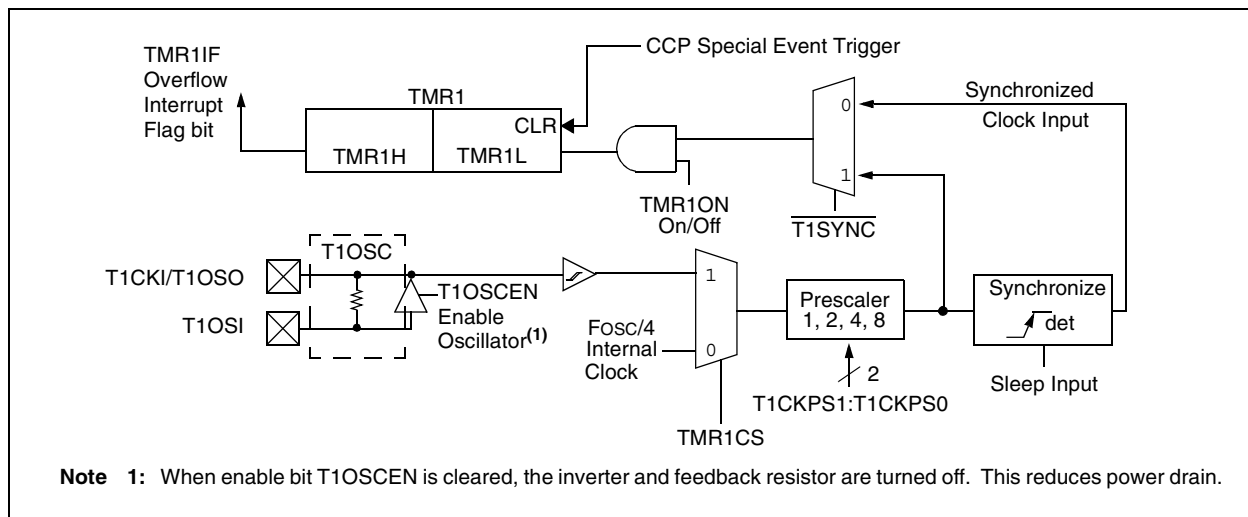 CCP Special Event Trigger
TMR1IF
Overflow
Interrupt
Flag bit
TMR1
CLR
TMR1H
TMR1L
0
1
Synchronized
Clock Input
TMR1ON
On/Off
T1SYNC
T1OSC
T1CKI/T1OSO
T1OSI
T1OSCEN
Enable
Oscillator(1)
FOSC/4
Internal
Clock
1
0
TMR1CS
Prescaler
1, 2, 4, 8
2
T1CKPS1:T1CKPS0
Synchronize
det
Sleep Input
Note 1: When enable bit T1OSCEN is cleared, the inverter and feedback resistor are turned off. This reduces power drain.